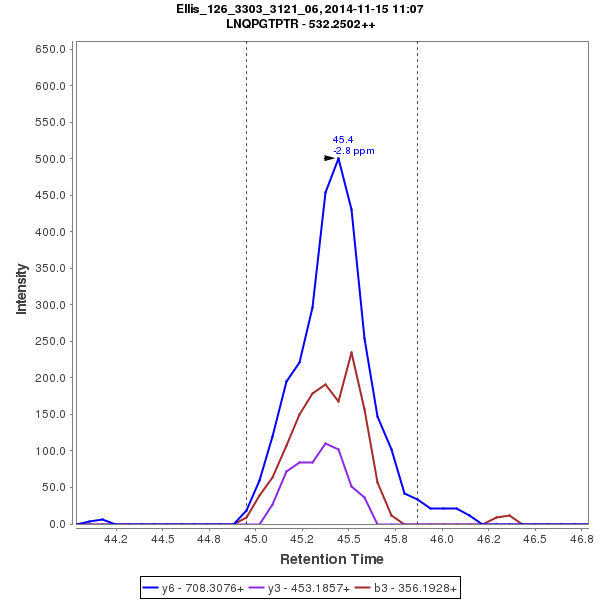 Ellis_126_3303_3121_06, 2014-11-15 11:07
LNQPGTPTR - 532.2502++
650.0
600.0
550.0
500.0
450.0
400.0
350.0
300.0
250.0
200.0
150.0
100.0
50.0
0.0
Intensity
45.4
-2.8 ppm
44.2 44.5 44.8 45.0 45.2 45.5 45.8 46.0 46.2 46.5 46.8
Retention Time
y6 - 708.3076+ y3 - 453.1857+ b3 - 356.1928+